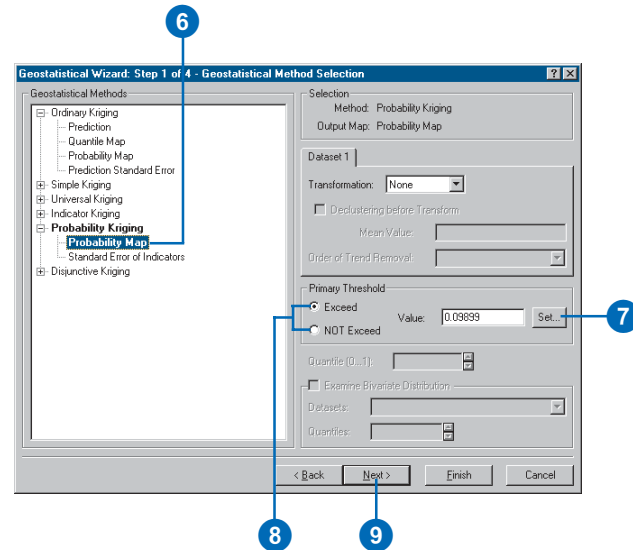 6
Geostatistical Wizard: Step 1 of 4 - Geostatistical Method Selection
Geostatistical Methods
Ordinary Kriging
Prediction
Quantile Map
Probability Map
Prediction Standard Error
Simple Kriging
Universal Kriging
Indicator Kriging
Probability Kriging
Probability Map
Standard Error of Indicators
Disjunctive Kriging
Selection
Method: Probability Kriging
Output Map: Probability Map
Dataset 1
Transformation: None
Declustering before Transform
Mean Value:
Order of Trend Removal:
Primary Threshold
Exceed
NOT Exceed
Value: 0.09899
Set...
7
Quantile (0...1):
Examine Bivariate Distribution
Datasets:
Quantiles:
< Back
Next >
Finish
Cancel
8
9